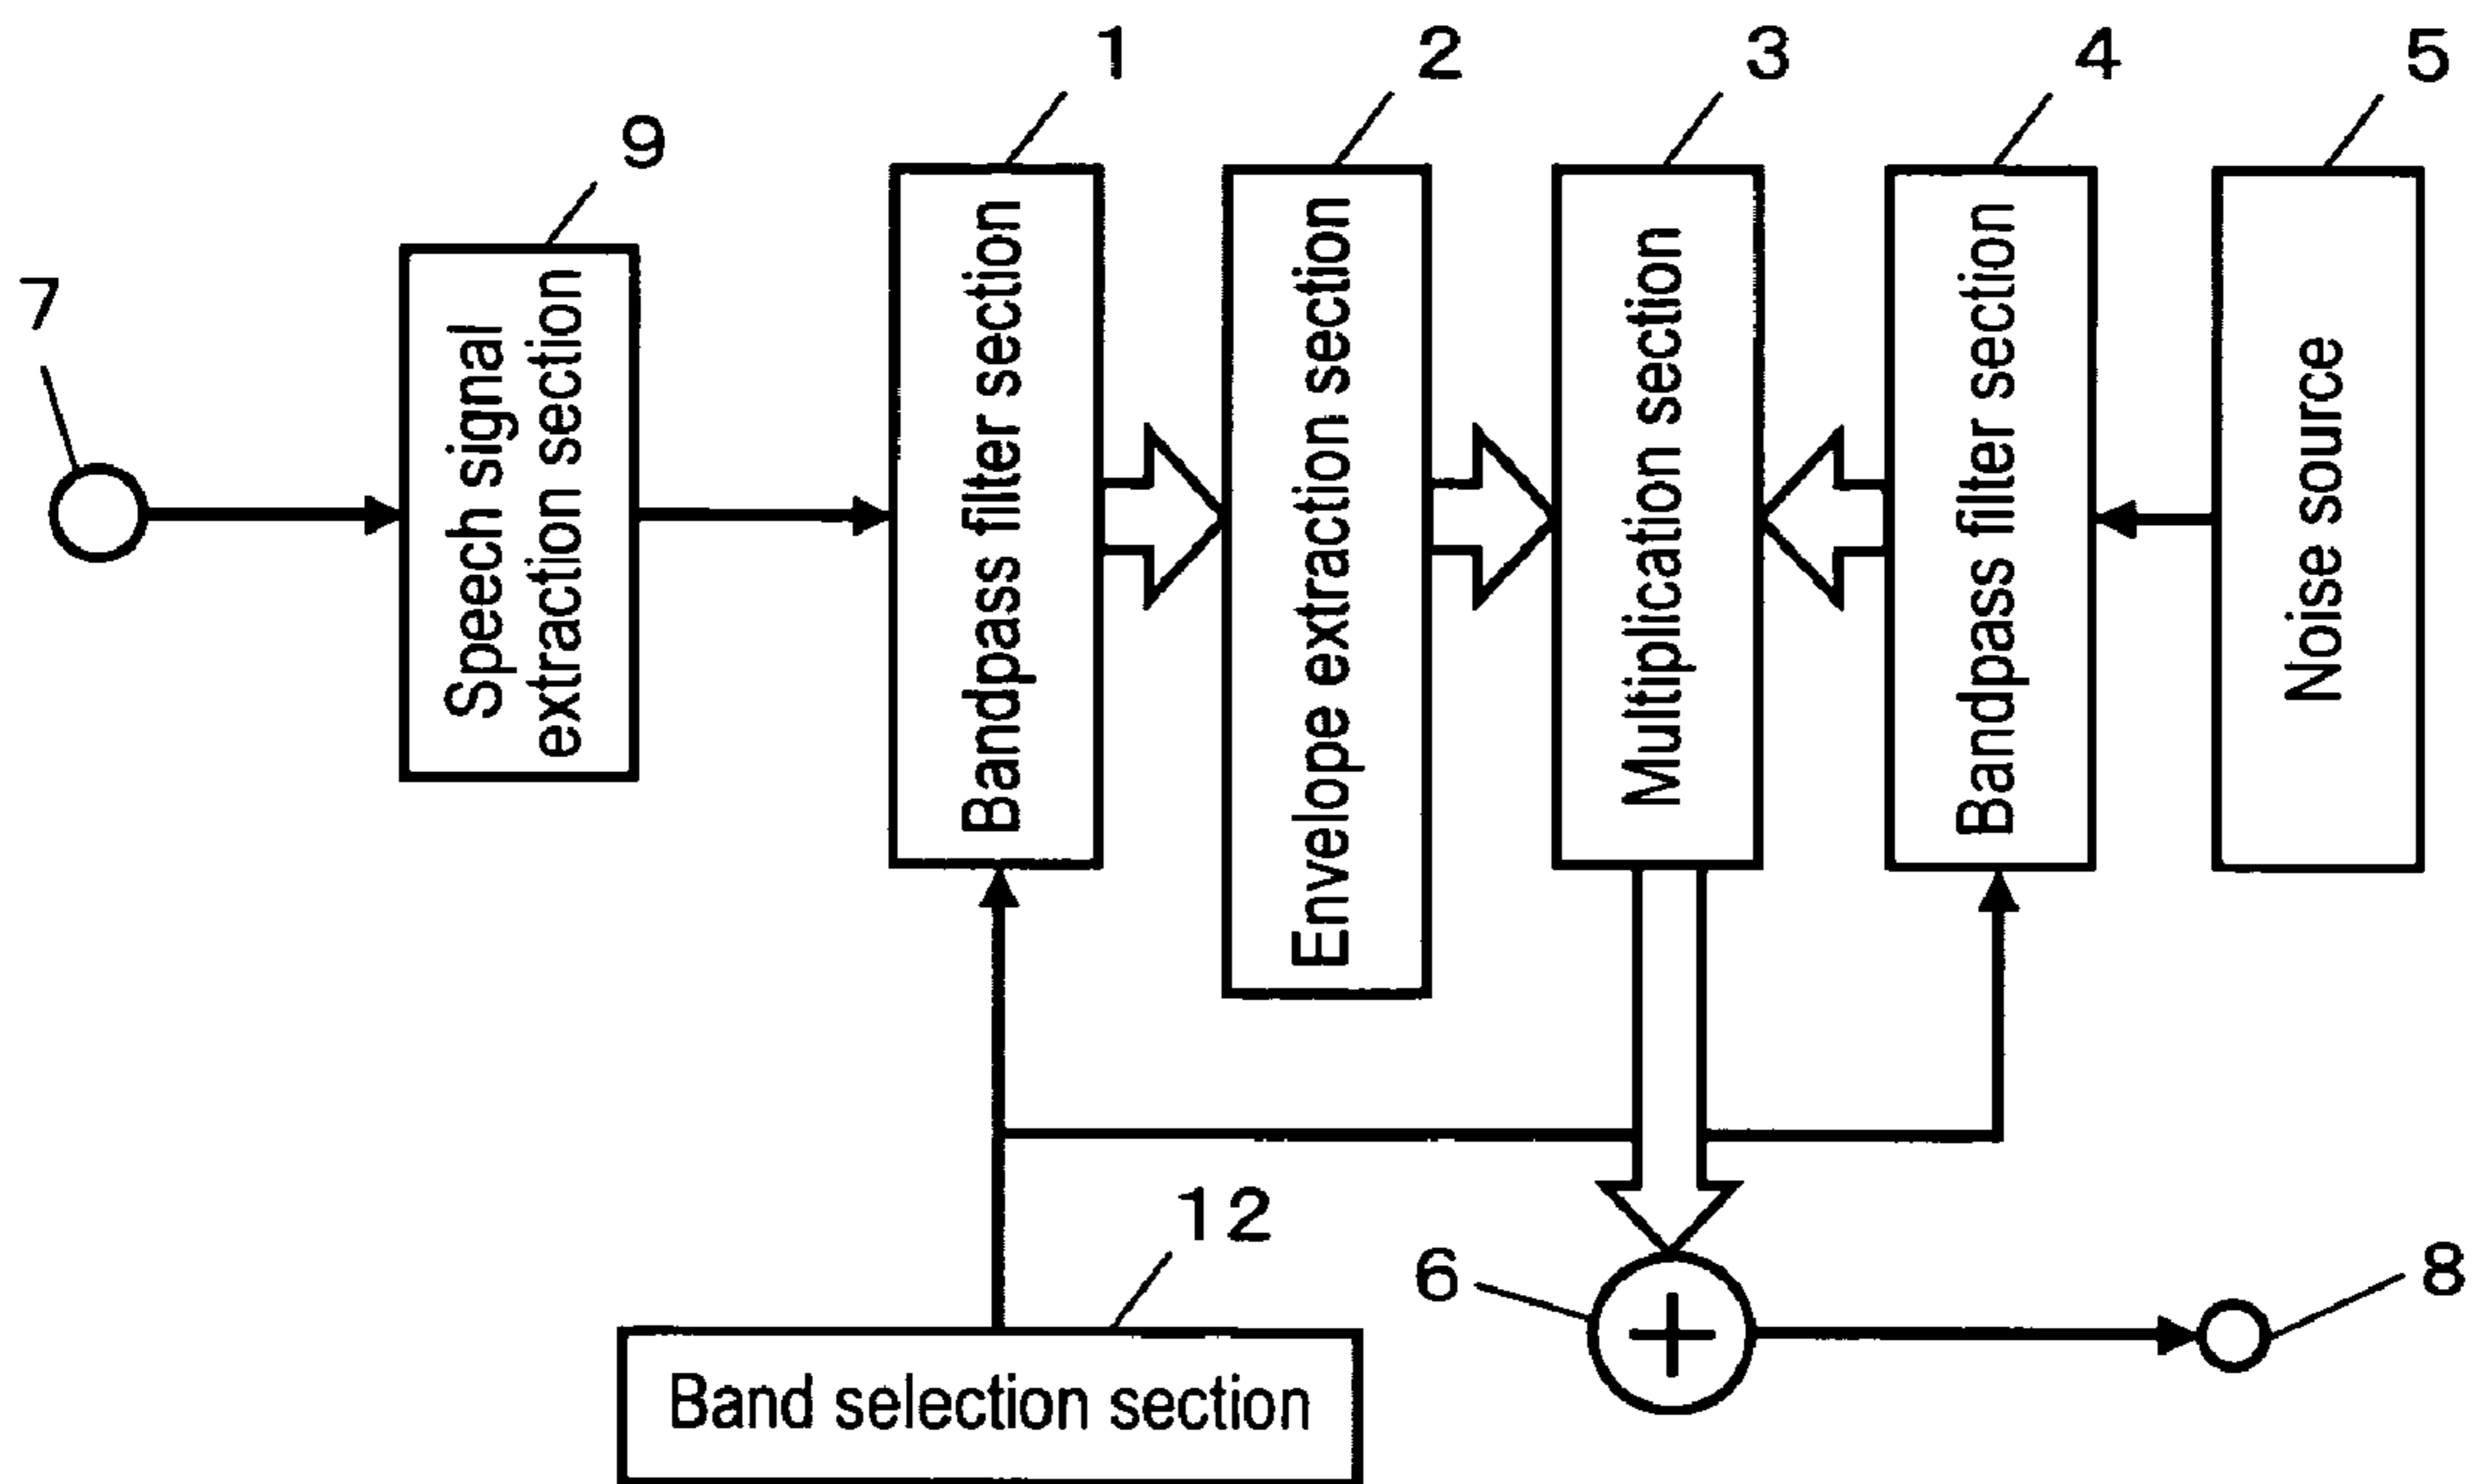 1
2
3
4
5
9
7
Speech signal
extraction section
Bandpass filter section
Envelope extraction section
Multiplication section
Bandpass filter section
Noise source
12
6
8
Band selection section